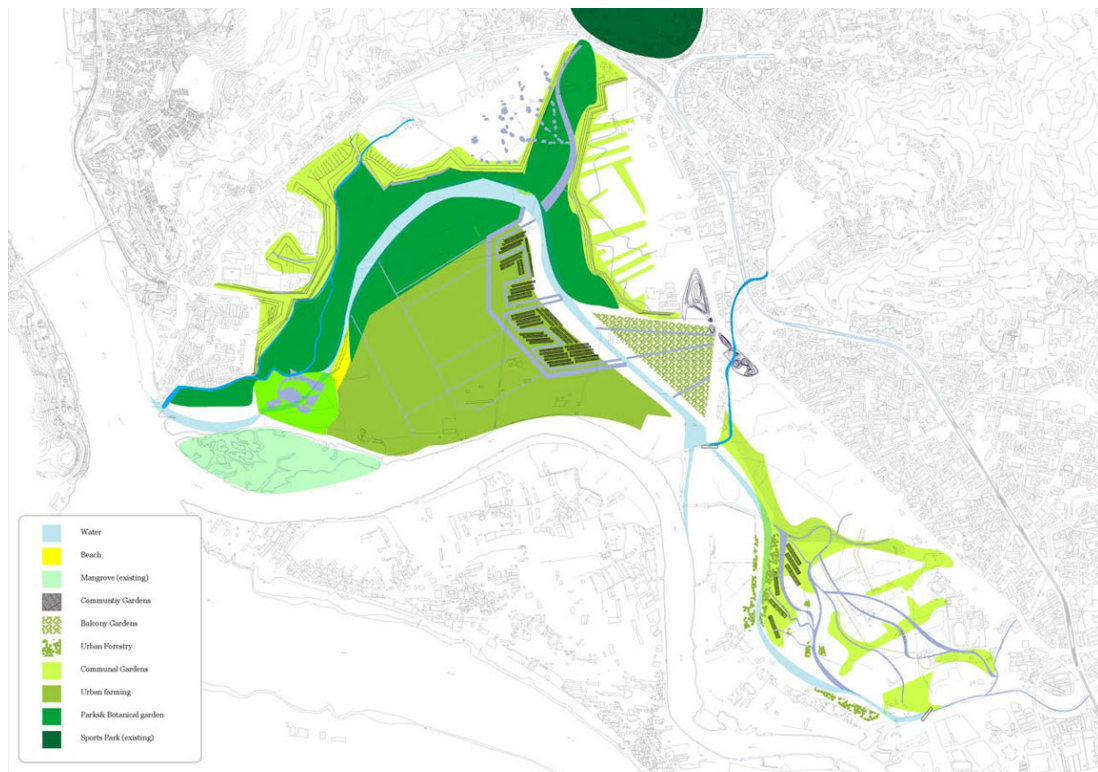 Water
Beach
Mangrove (existing)
Communtiy Gardens
Balcony Gardens
Urban Forestry
Communal Gardens
Urban farming
Parks& Botanical garden
Sports Park (existing)